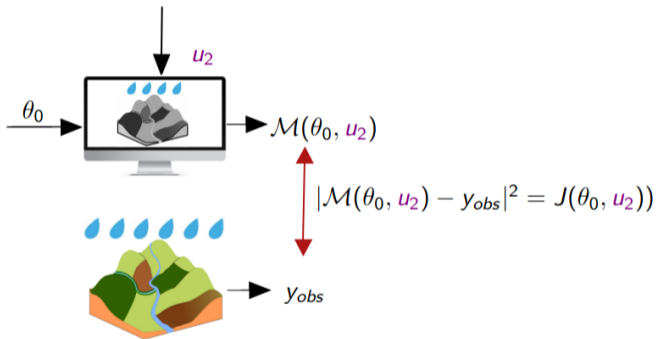 u₂
θ₀
ℳ(θ₀, u₂)
|ℳ(θ₀, u₂) − y_obs|² = J(θ₀, u₂))
y_obs